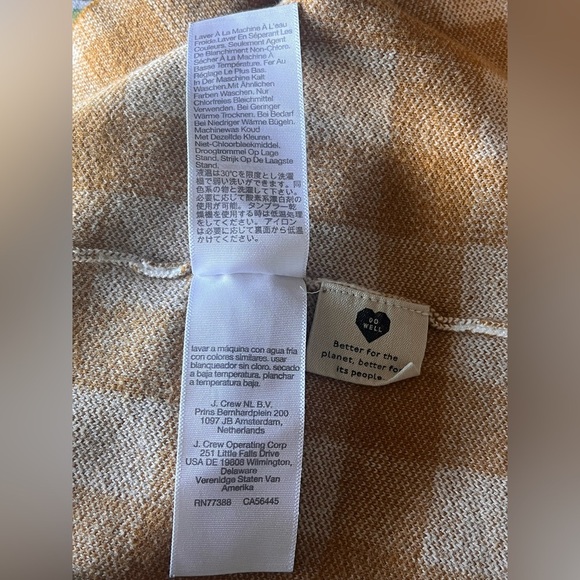 Lavar À La Machine À L'eau
Froide.Laver En Séparant Les
Couleurs, Seulement Agent
De Blanchiment Non-Chlore.
Sécher À La Machine À
Basse Température. Fer Au
Réglage Le Plus Bas.
In Der Maschine Kalt
Waschen.Mit Ähnlichen
Farben Waschen. Nur
Chlorfreies Bleichmittel
Verwenden. Bei Geringer
Wärme Trocknen. Bei Bedarf
Bei Niedriger Wärme Bügeln.
Machinewas Koud
Met Dezelfde Kleuren.
Niet-Chloorbleekmiddel.
Droogtrommel Op Lage
Stand. Strijk Op De Laagste
Stand.
液温は30℃を限度とし洗濯
機で弱い洗いができます。同
色系の物と洗濯して下さい。
必要に応じて酸素系漂白剤の
使用が可能。タンブラー乾
燥機を使用する時は低温処理
をしてください。アイロン
は必要に応じて裏面から低温
かけてください。
lavar a máquina con agua fría
con colores similares. usar
blanqueador sin cloro. secado
a baja temperatura. planchar
a temperatura baja.
J. Crew NL B.V.
Prins Bernhardplein 200
1097 JB Amsterdam,
Netherlands
J. Crew Operating Corp
251 Little Falls Drive
USA DE 19808 Wilmington,
Delaware
Verenidge Staten Van
Amerika
RN77388 CA56445
DO
WELL
Better for the
planet, better for
its people.